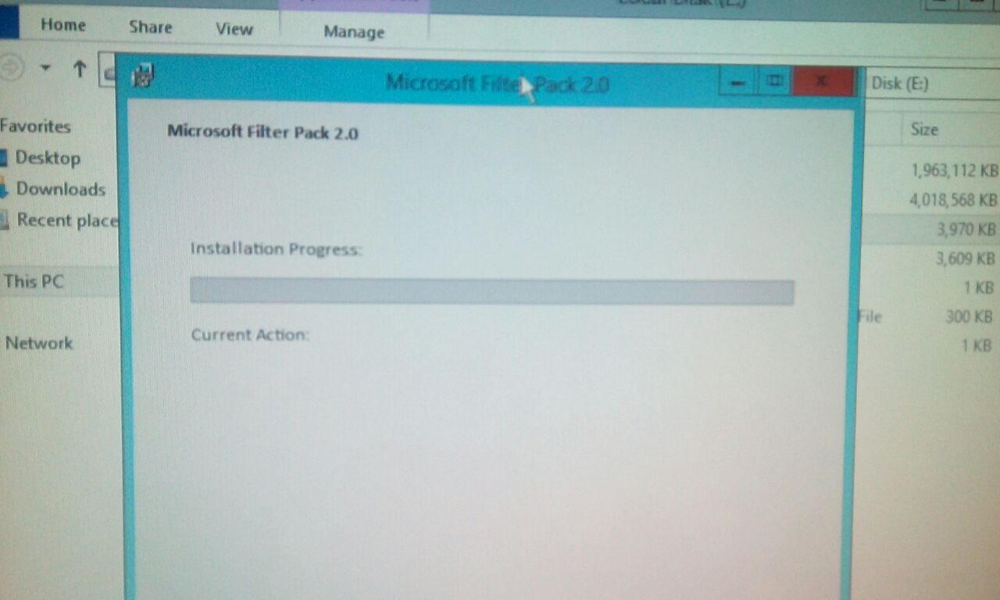 Home Share View Manage
Microsoft Filter Pack 2.0
Disk (E:)
Microsoft Filter Pack 2.0
Favorites
Desktop
Downloads
Recent place
This PC
Network
Installation Progress:
Current Action:
Size
1,963,112 KB
4,018,568 KB
3,970 KB
3,609 KB
1 KB
File 300 KB
1 KB